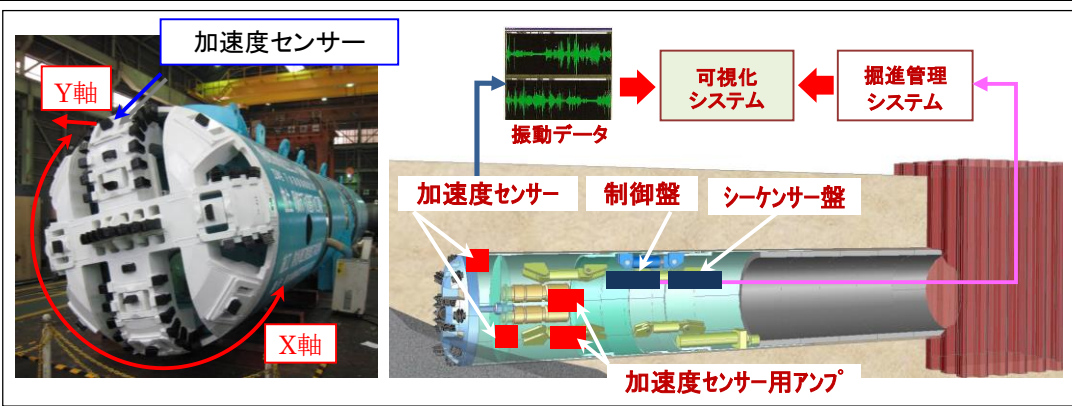 加速度センサー
Y軸
X軸
振動データ
可視化
システム
掘進管理
システム
加速度センサー
制御盤
シーケンサー盤
加速度センサー用アンプ